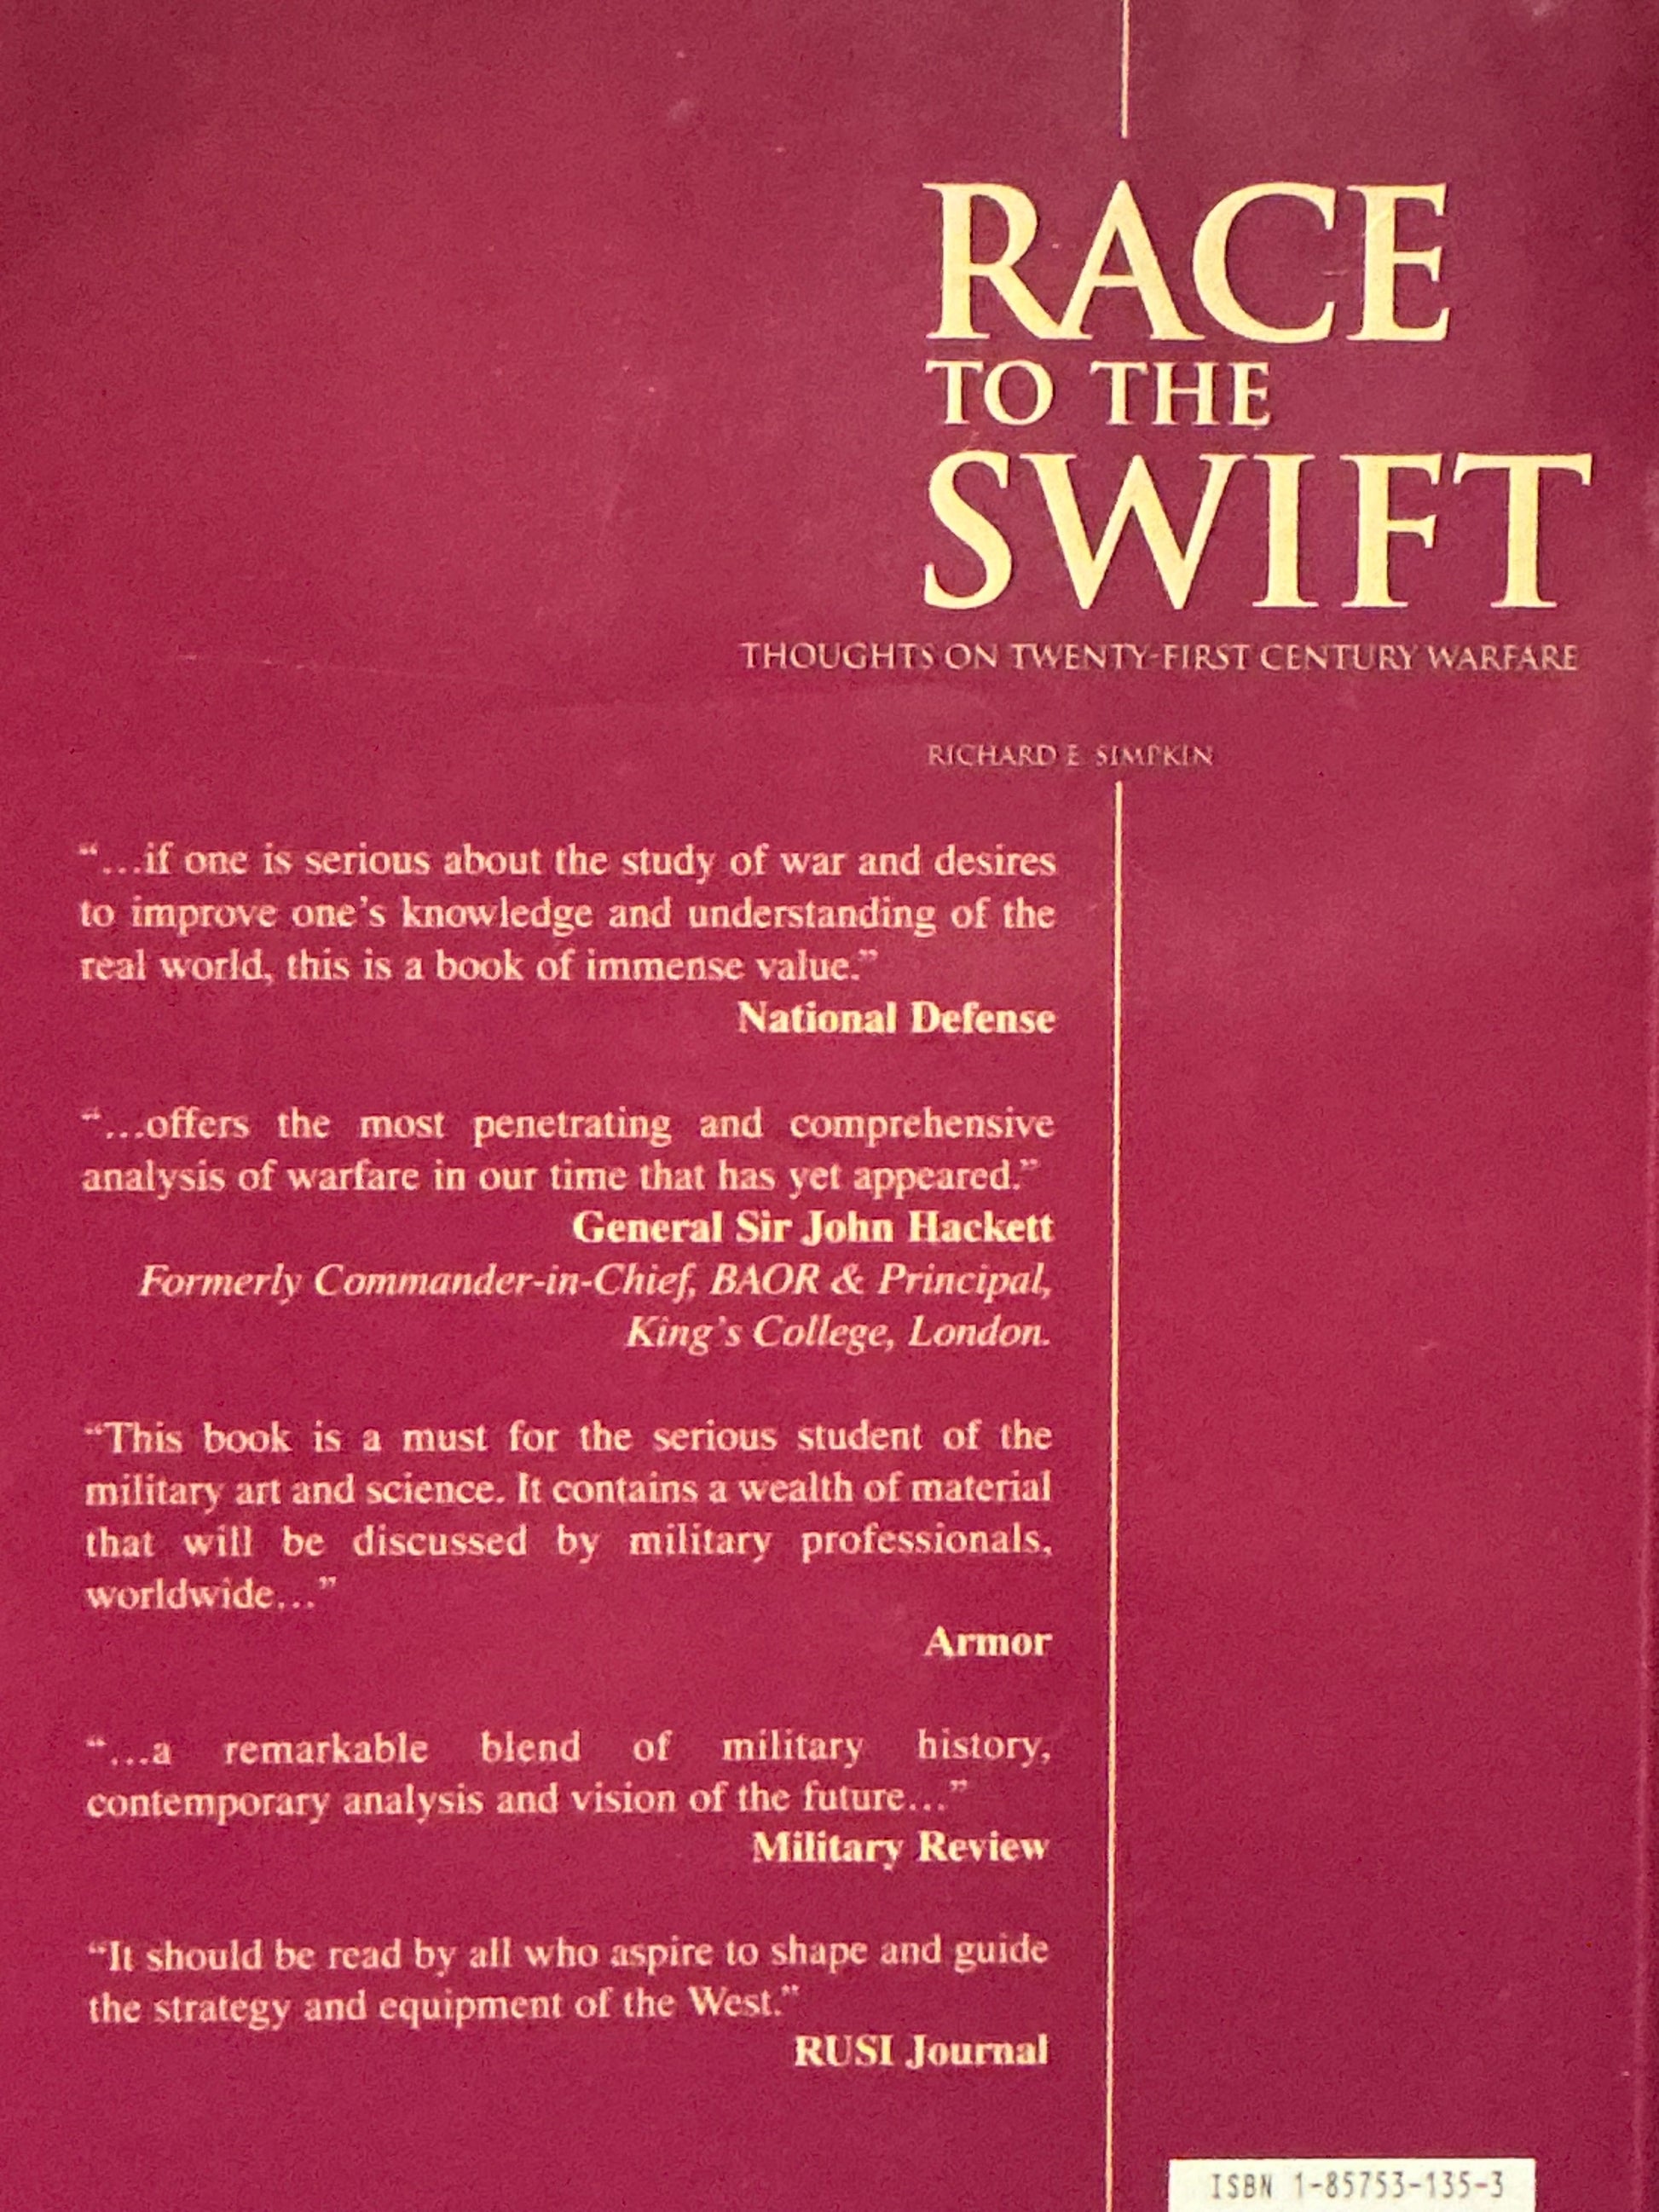 RACE
TO THE
SWIFT
THOUGHTS ON TWENTY-FIRST CENTURY WARFARE
RICHARD E SIMPKIN
“...if one is serious about the study of war and desires
to improve one’s knowledge and understanding of the
real world, this is a book of immense value.”
National Defense
“...offers the most penetrating and comprehensive
analysis of warfare in our time that has yet appeared.”
General Sir John Hackett
Formerly Commander-in-Chief, BAOR & Principal,
King’s College, London.
“This book is a must for the serious student of the
military art and science. It contains a wealth of material
that will be discussed by military professionals,
worldwide...”
Armor
“...a remarkable blend of military history,
contemporary analysis and vision of the future...”
Military Review
“It should be read by all who aspire to shape and guide
the strategy and equipment of the West.”
RUSI Journal
ISBN 1-85753-135-3